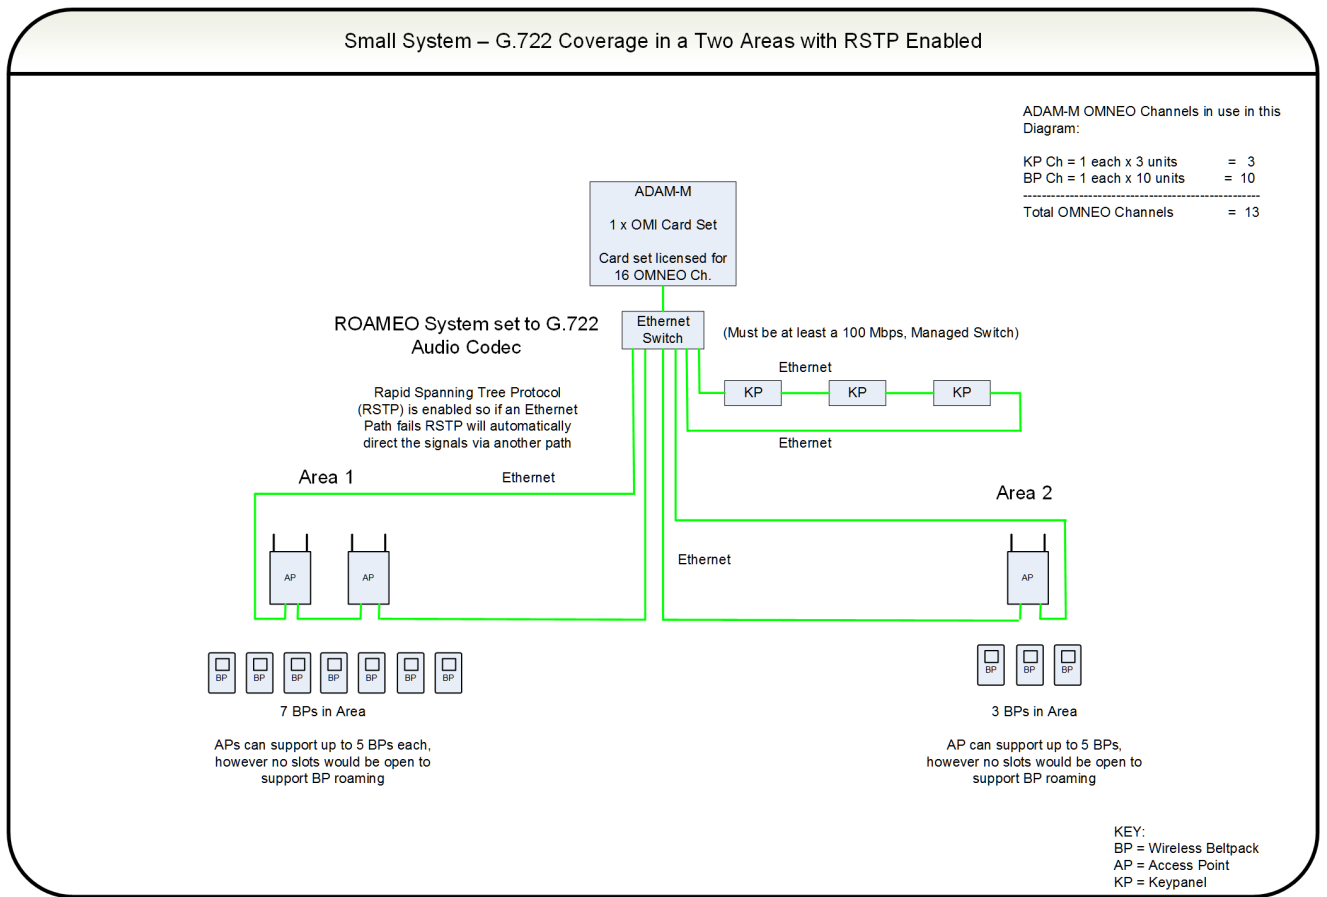 Small System – G.722 Coverage in a Two Areas with RSTP Enabled
ADAM-M OMNEO Channels in use in this
Diagram:
KP Ch = 1 each x 3 units = 3
BP Ch = 1 each x 10 units = 10
------------------------------------------------------------
Total OMNEO Channels = 13
ADAM-M
1 x OMI Card Set
Card set licensed for
16 OMNEO Ch.
ROAMEO System set to G.722
Audio Codec
Ethernet
Switch
(Must be at least a 100 Mbps, Managed Switch)
Ethernet
KP
KP
KP
Ethernet
Rapid Spanning Tree Protocol
(RSTP) is enabled so if an Ethernet
Path fails RSTP will automatically
direct the signals via another path
Area 1
Ethernet
Area 2
Ethernet
AP
AP
AP
BP
BP
BP
BP
BP
BP
BP
BP
BP
BP
7 BPs in Area
APs can support up to 5 BPs each,
however no slots would be open to
support BP roaming
3 BPs in Area
AP can support up to 5 BPs,
however no slots would be open to
support BP roaming
KEY:
BP = Wireless Beltpack
AP = Access Point
KP = Keypanel